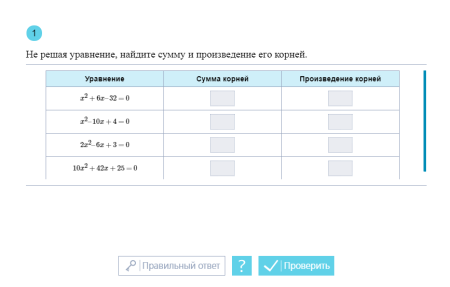 1
Не решая уравнение, найдите сумму и произведение его корней.
Уравнение Сумма корней Произведение корней
x² + 6x–32 = 0
x²–10x + 4 = 0
2x²–6x + 3 = 0
10x² + 42x + 25 = 0
Правильный ответ ? Проверить